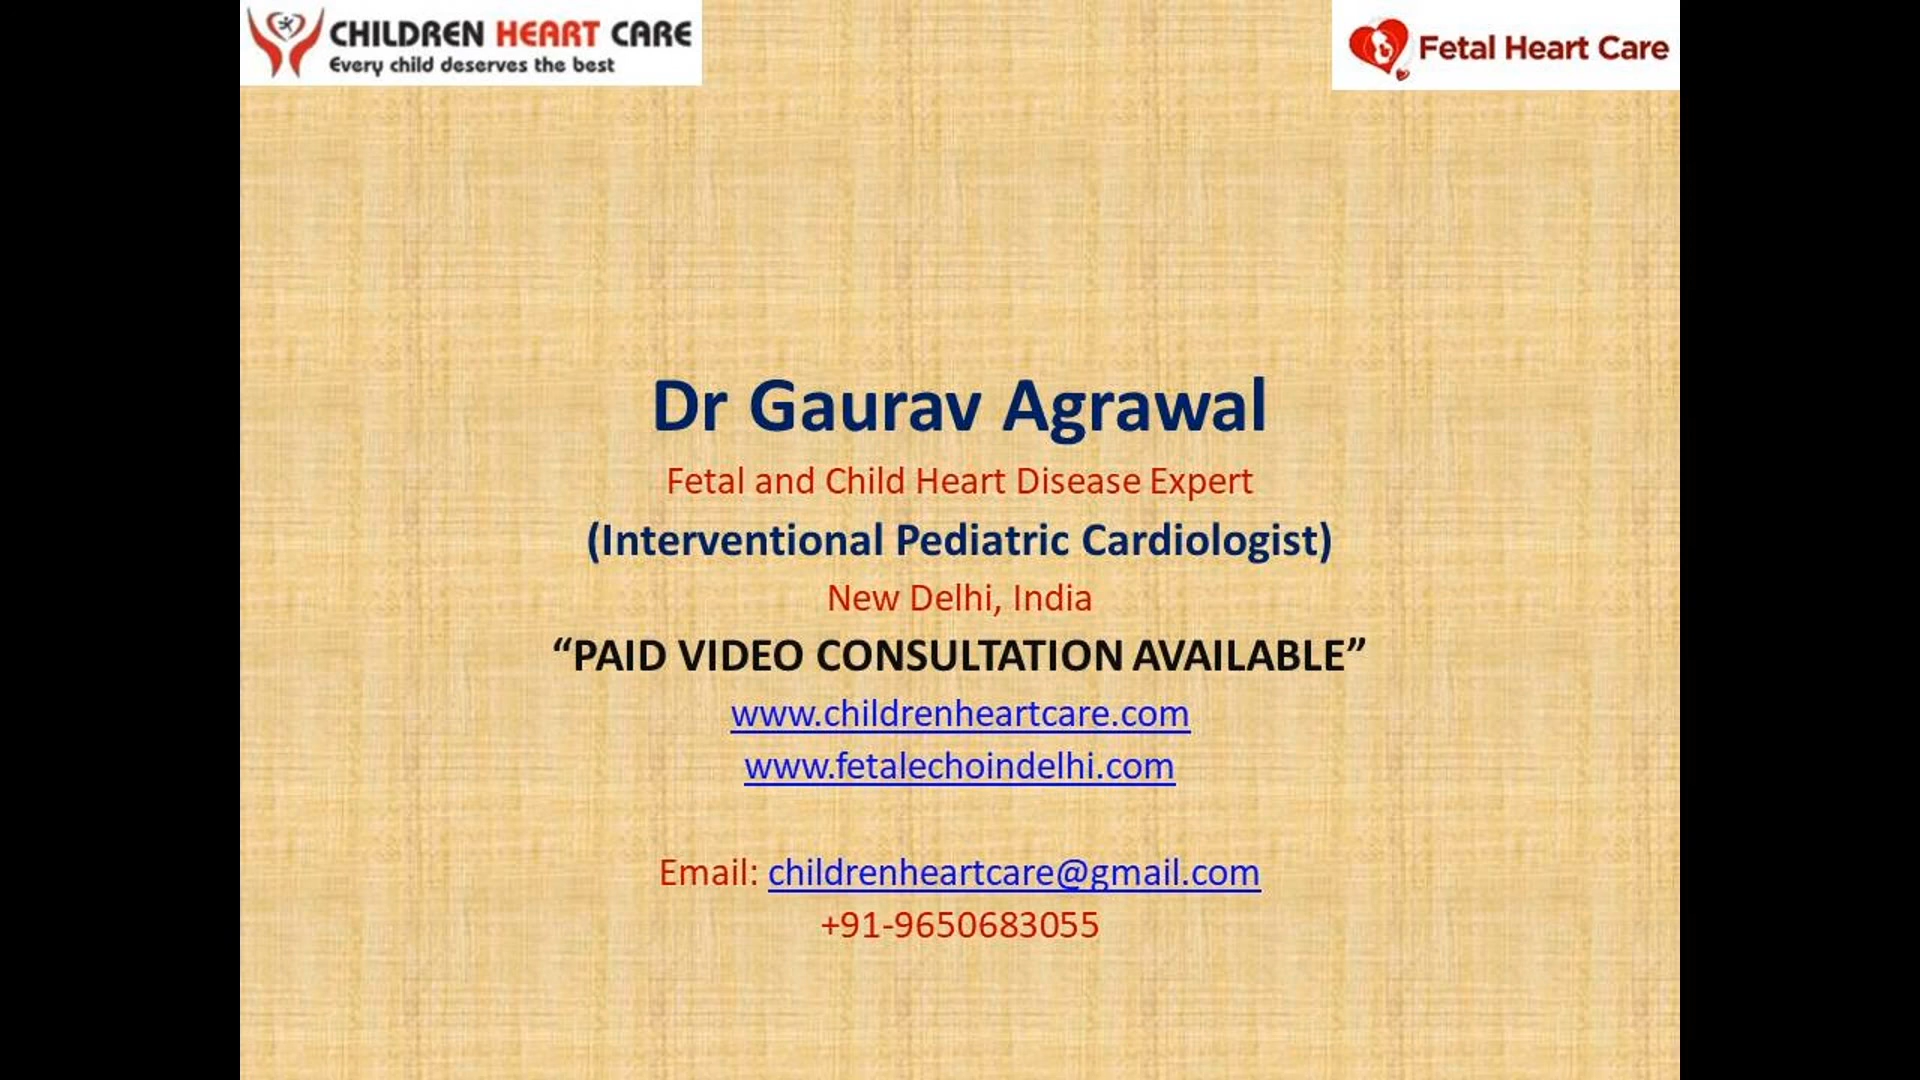 CHILDREN HEART CARE
Every child deserves the best
Fetal Heart Care
Dr Gaurav Agrawal
Fetal and Child Heart Disease Expert
(Interventional Pediatric Cardiologist)
New Delhi, India
“PAID VIDEO CONSULTATION AVAILABLE”
www.childrenheartcare.com
www.fetalechoindelhi.com
Email: childrenheartcare@gmail.com
+91-9650683055